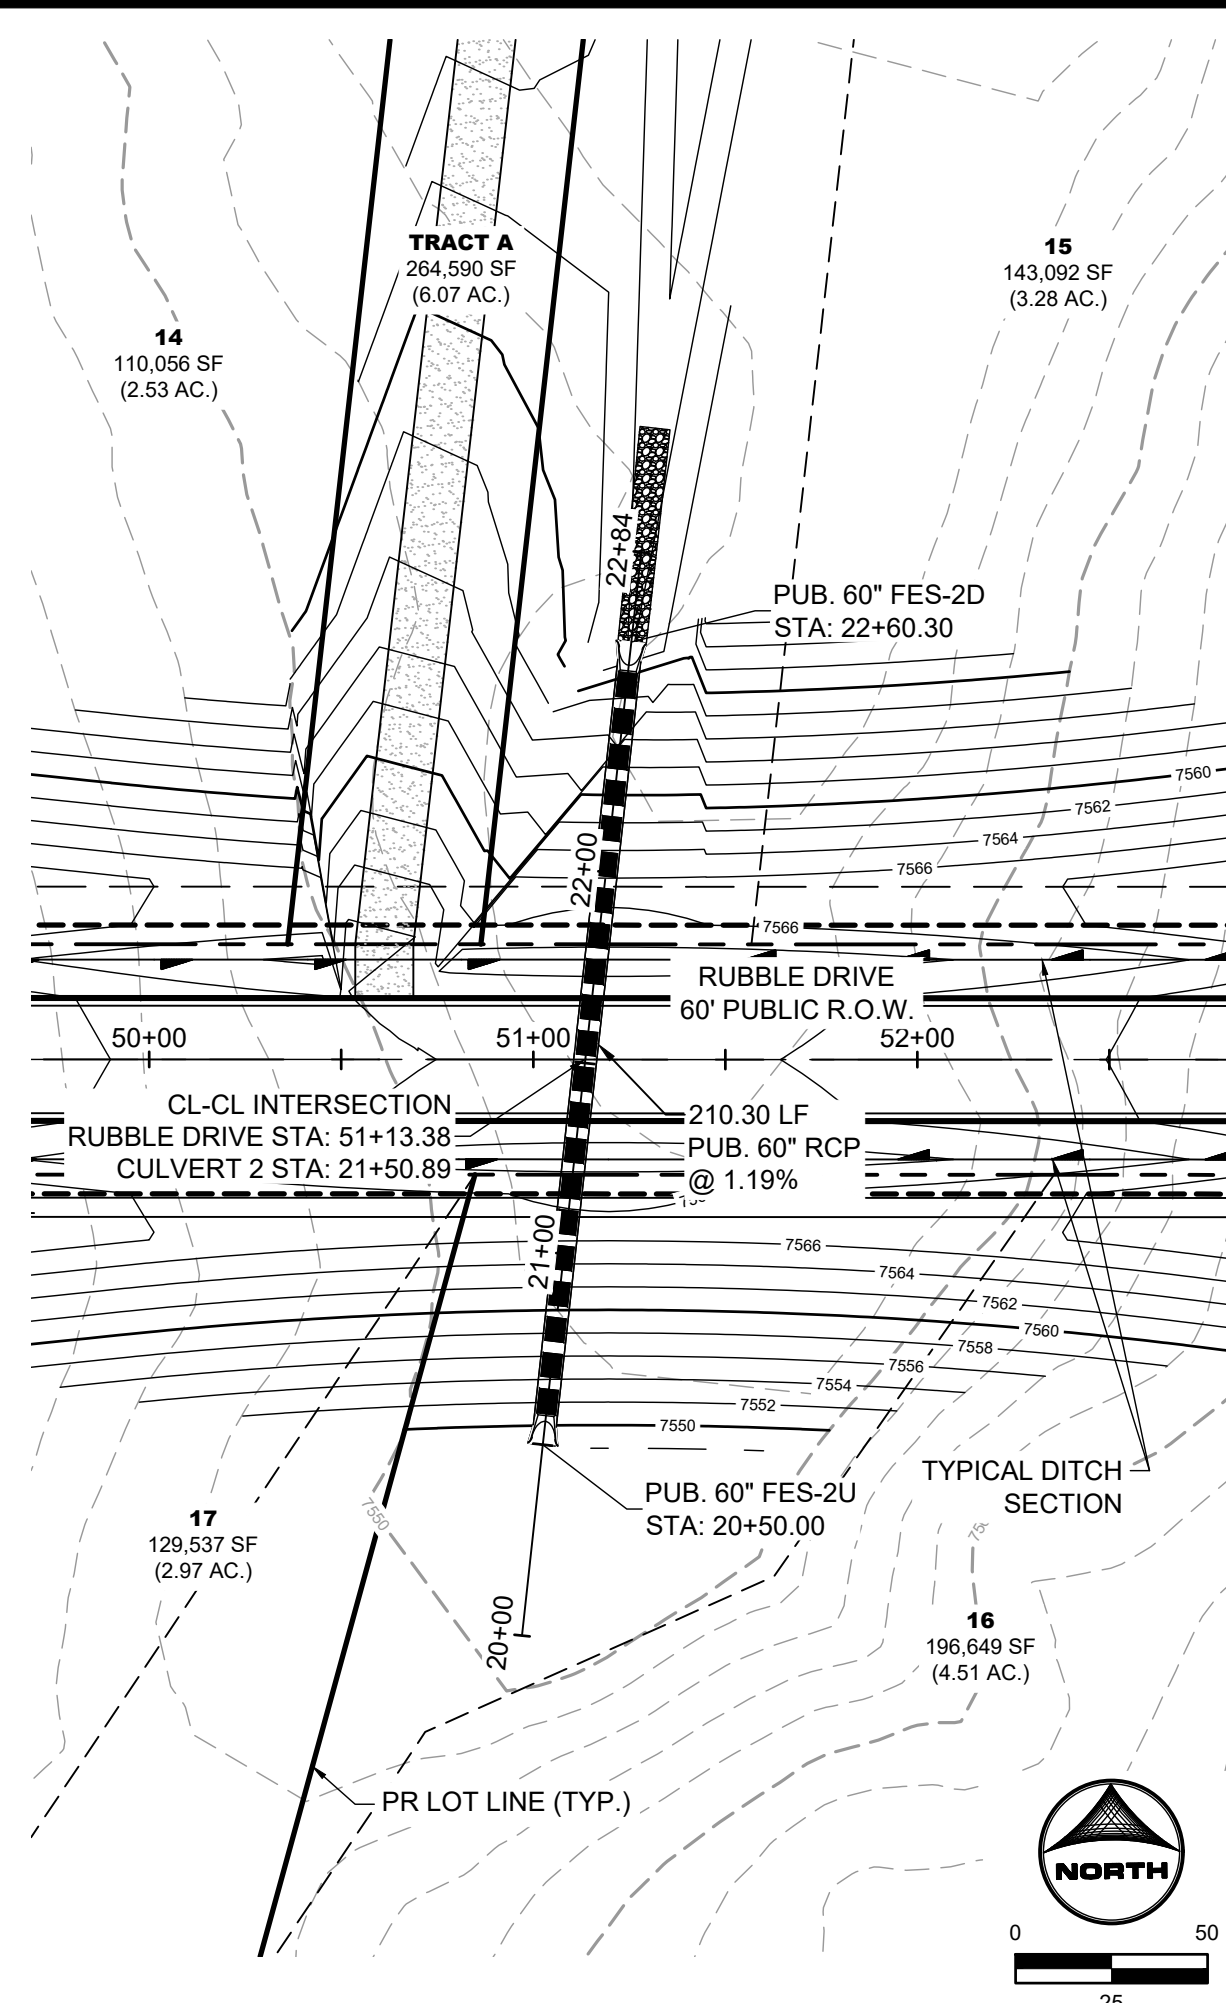 TRACT A
264,590 SF
(6.07 AC.)
15
143,092 SF
(3.28 AC.)
14
110,056 SF
(2.53 AC.)
22+84
PUB. 60" FES-2D
STA: 22+60.30
7560
7562
7564
7566
22+00
7566
RUBBLE DRIVE
60' PUBLIC R.O.W.
50+00
51+00
52+00
CL-CL INTERSECTION
RUBBLE DRIVE STA: 51+13.38
CULVERT 2 STA: 21+50.89
210.30 LF
PUB. 60" RCP
@ 1.19%
21+00
7566
7564
7562
7560
7558
7556
7554
7552
7550
TYPICAL DITCH
SECTION
PUB. 60" FES-2U
STA: 20+50.00
7550
17
129,537 SF
(2.97 AC.)
20+00
16
196,649 SF
(4.51 AC.)
PR LOT LINE (TYP.)
NORTH
0 50
25